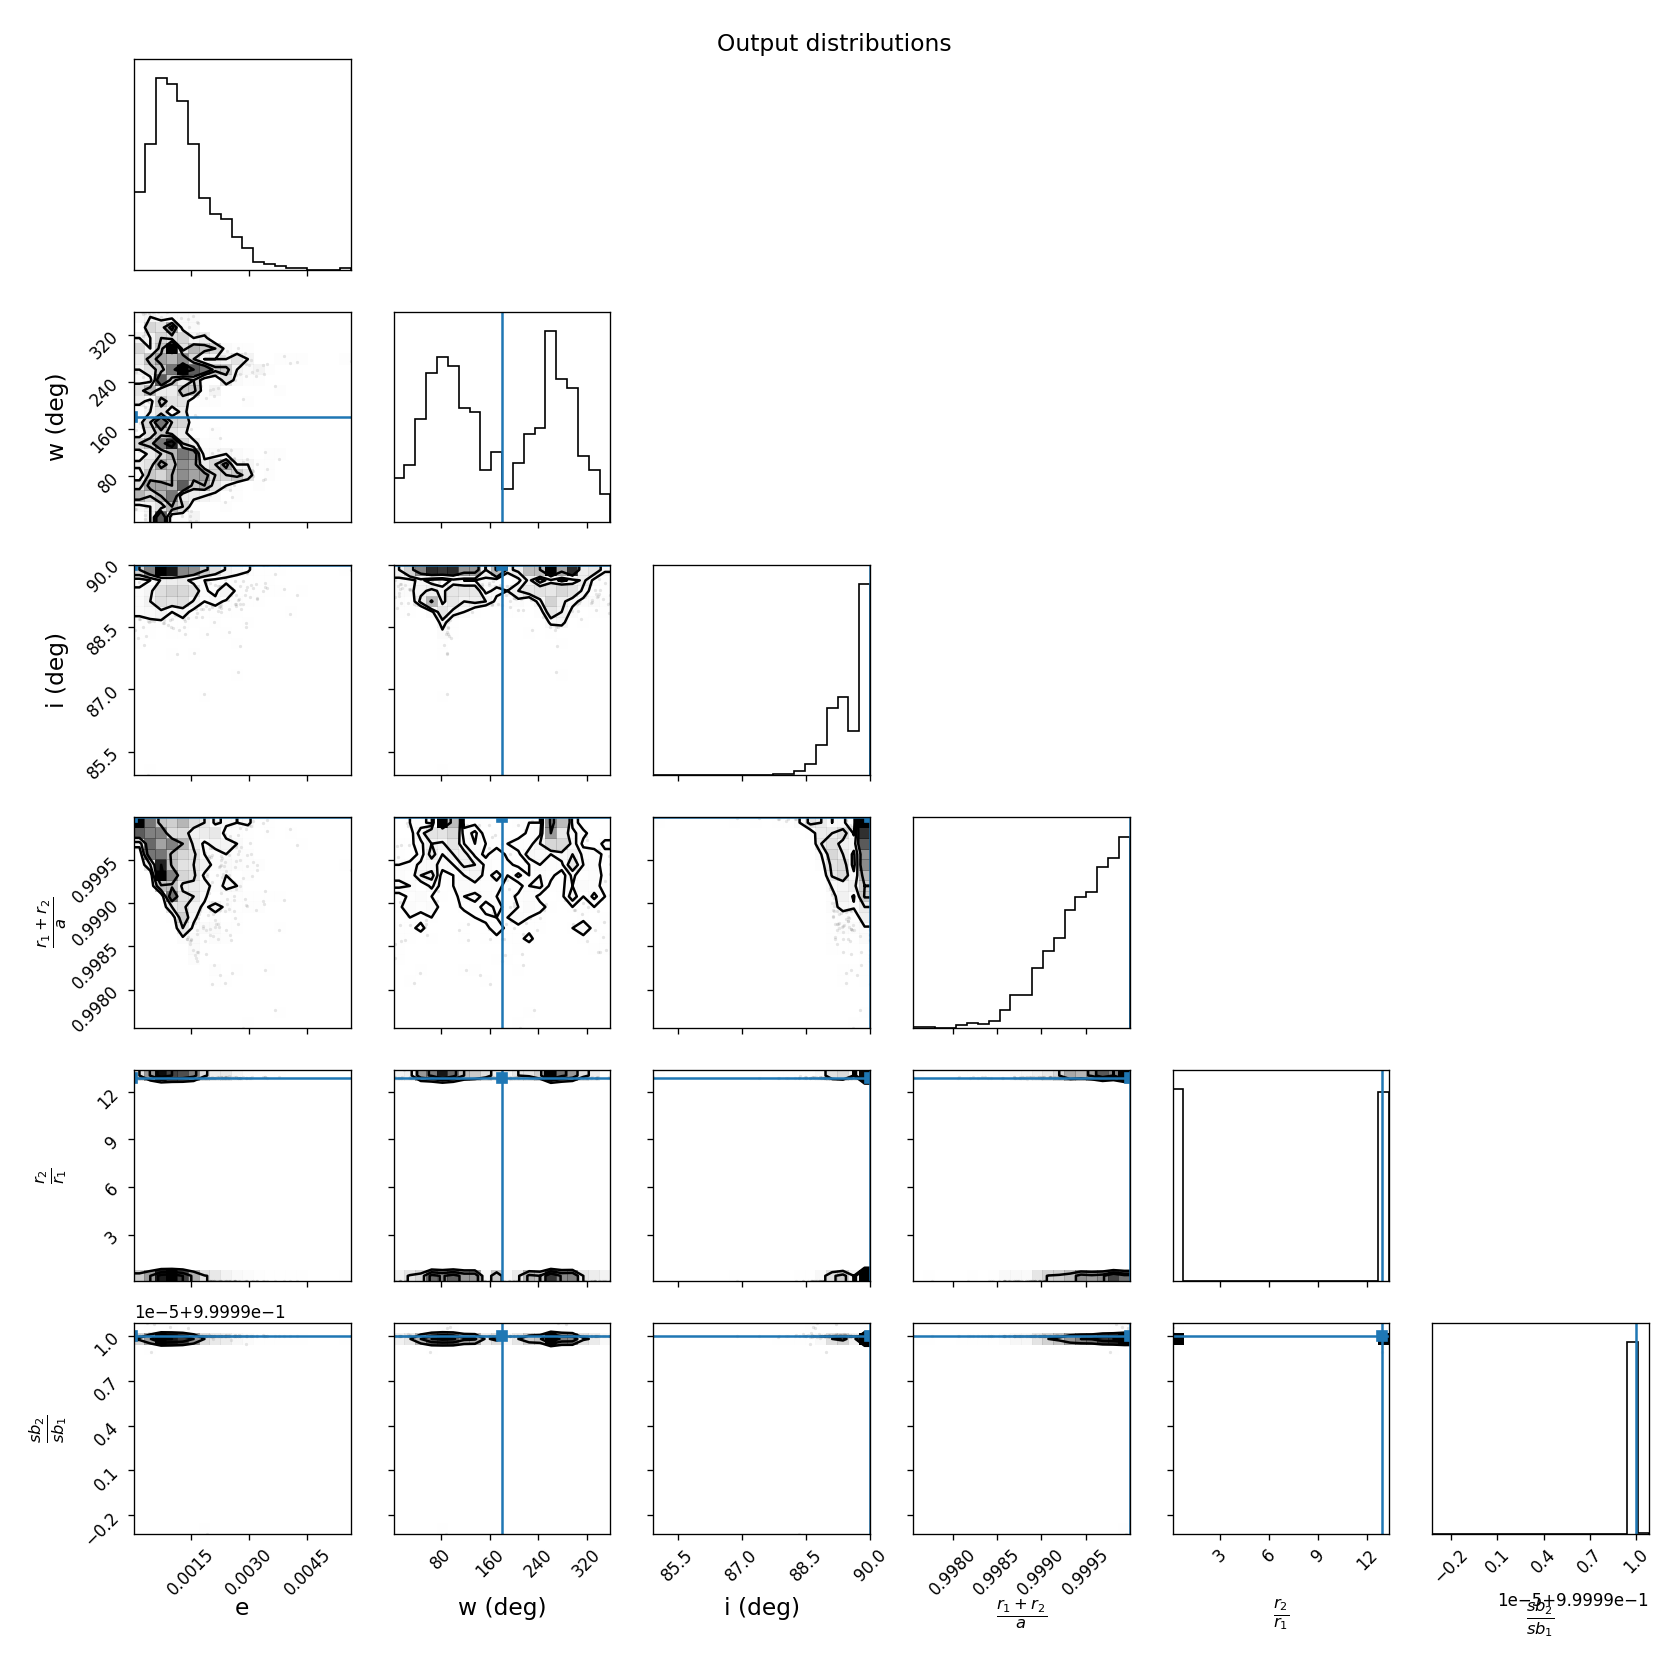 Output distributions
w (deg)
320
240
160
80
i (deg)
90.0
88.5
87.0
85.5
r₁ + r₂
a
0.9995
0.9990
0.9985
0.9980
r₂
r₁
12
9
6
3
1e−5+9.9999e−1
sb₂
sb₁
1.0
0.7
0.4
0.1
−0.2
0.0015 0.0030 0.0045
80 160 240 320
85.5 87.0 88.5 90.0
0.9980 0.9985 0.9990 0.9995
3 6 9 12
−0.2 0.1 0.4 0.7 1.0
1e−5+9.9999e−1
e
w (deg)
i (deg)
r₁ + r₂
a
r₂
r₁
sb₂
sb₁